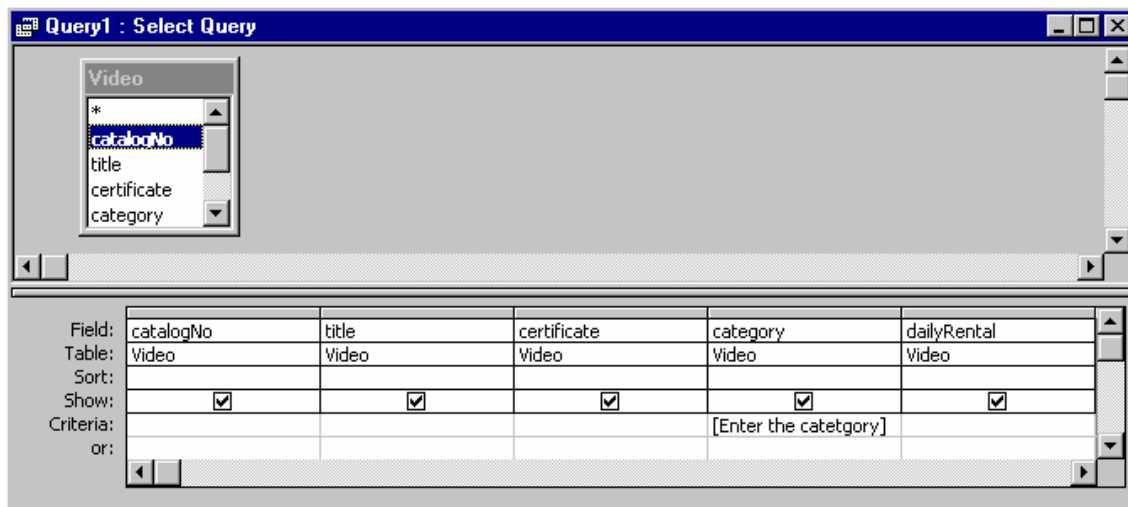 Query1 : Select Query
Video
*
catalogNo
title
certificate
category
Field: catalogNo title certificate category dailyRental
Table: Video Video Video Video Video
Sort:
Show:
Criteria: [Enter the catetgory]
or: